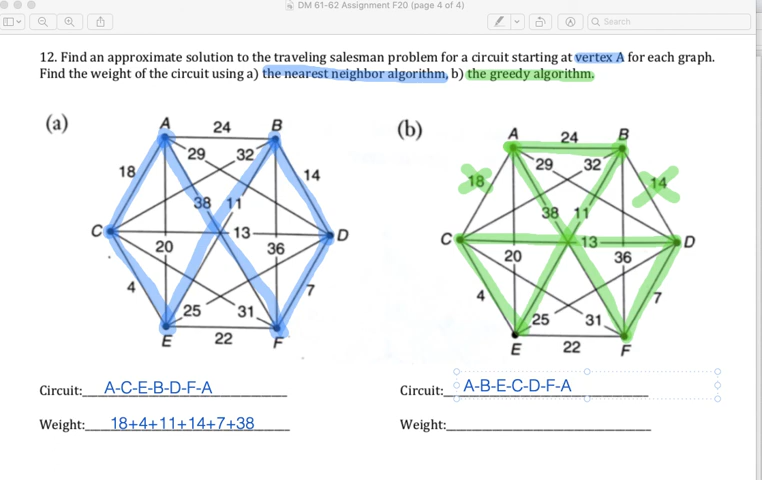 DM 61-62 Assignment F20 (page 4 of 4)
Search
12. Find an approximate solution to the traveling salesman problem for a circuit starting at vertex A for each graph.
Find the weight of the circuit using a) the nearest neighbor algorithm, b) the greedy algorithm.
(a)
A 24 B
29 32
18 14
38 11
C 13 D
20 36
4 7
25 31
E 22 F
(b)
A 24 B
29 32
18 14
38 11
C 13 D
20 36
4 7
25 31
E 22 F
Circuit: A-C-E-B-D-F-A
Weight: 18+4+11+14+7+38
Circuit: A-B-E-C-D-F-A
Weight: